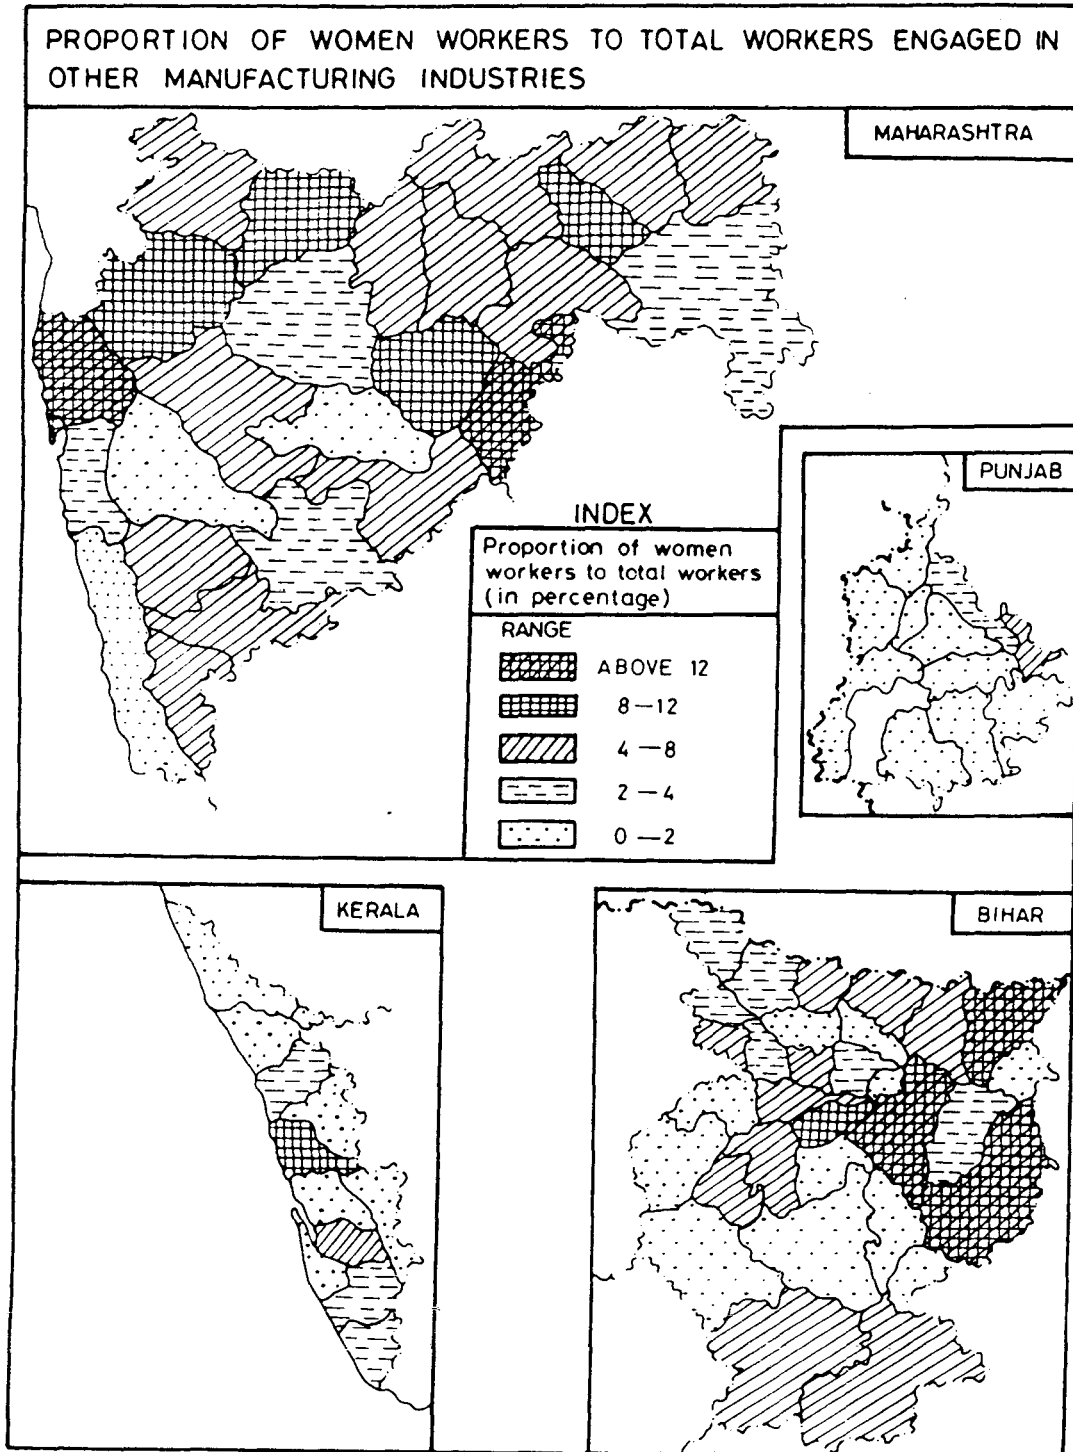 PROPORTION OF WOMEN WORKERS TO TOTAL WORKERS ENGAGED IN
OTHER MANUFACTURING INDUSTRIES
MAHARASHTRA
PUNJAB
INDEX
Proportion of women
workers to total workers
(in percentage)
RANGE
ABOVE 12
8—12
4—8
2—4
0—2
KERALA
BIHAR